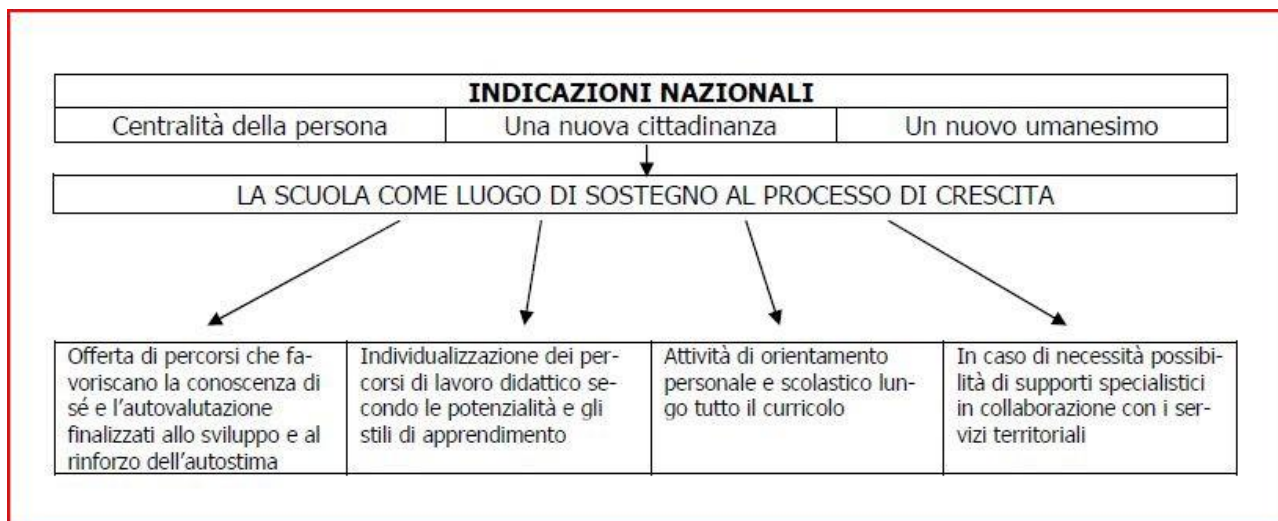 INDICAZIONI NAZIONALI
Centralità della persona
Una nuova cittadinanza
Un nuovo umanesimo
LA SCUOLA COME LUOGO DI SOSTEGNO AL PROCESSO DI CRESCITA
Offerta di percorsi che fa-
voriscano la conoscenza di
sé e l'autovalutazione
finalizzati allo sviluppo e al
rinforzo dell'autostima
Individualizzazione dei per-
corsi di lavoro didattico se-
condo le potenzialità e gli
stili di apprendimento
Attività di orientamento
personale e scolastico lun-
go tutto il curricolo
In caso di necessità possibi-
lità di supporti specialistici
in collaborazione con i ser-
vizi territoriali